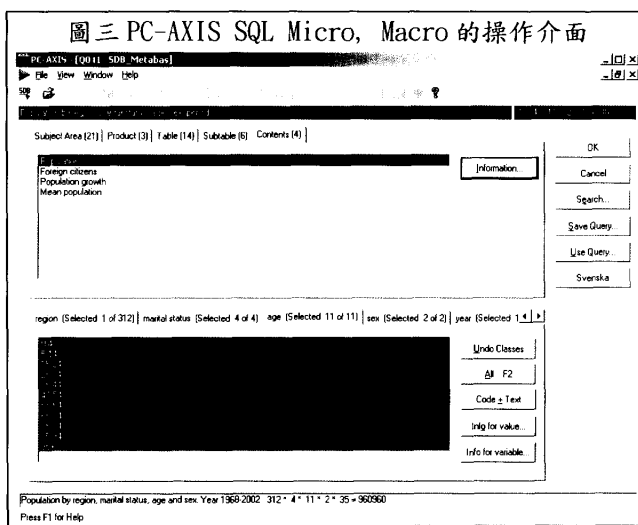 圖三 PC-AXIS SQL Micro, Macro 的操作介面
PC-AXIS [QO11 SDB_Metabas]
File View Window Help
Subject Area (21) Product (3) Table (14) Subtable (6) Contents (4)
Foreign citizens
Population growth
Mean population
Information...
OK
Cancel
Search...
Save Query...
Use Query...
Svenska
region (Selected 1 of 312) marital status (Selected 4 of 4) age (Selected 11 of 11) sex (Selected 2 of 2) year (Selected 1
Undo Classes
All F2
Code + Text
Info for value...
Info for variable...
Population by region, marital status, age and sex. Year 1968-2002 312 * 4 * 11 * 2 * 35 = 960960
Press F1 for Help